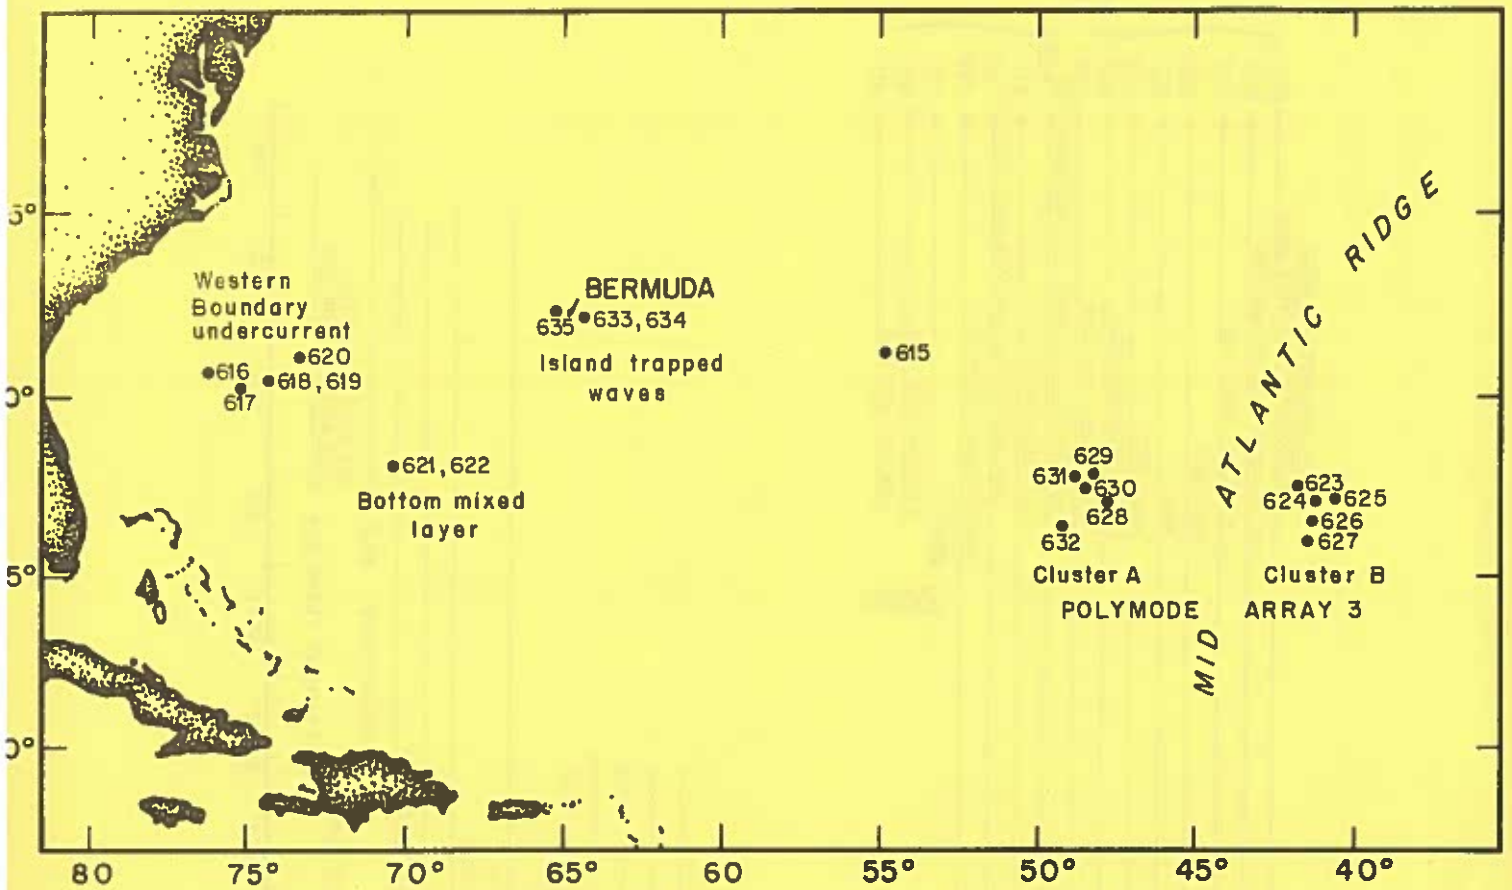 5°
0°
5°
0°
Western
Boundary
undercurrent
620
616
618,619
617
BERMUDA
635
633,634
Island trapped
waves
615
621,622
Bottom mixed
layer
629
631
630
628
632
Cluster A
623
624
625
626
627
Cluster B
POLYMODE ARRAY 3
MID ATLANTIC RIDGE
80 75° 70° 65° 60 55° 50° 45° 40°